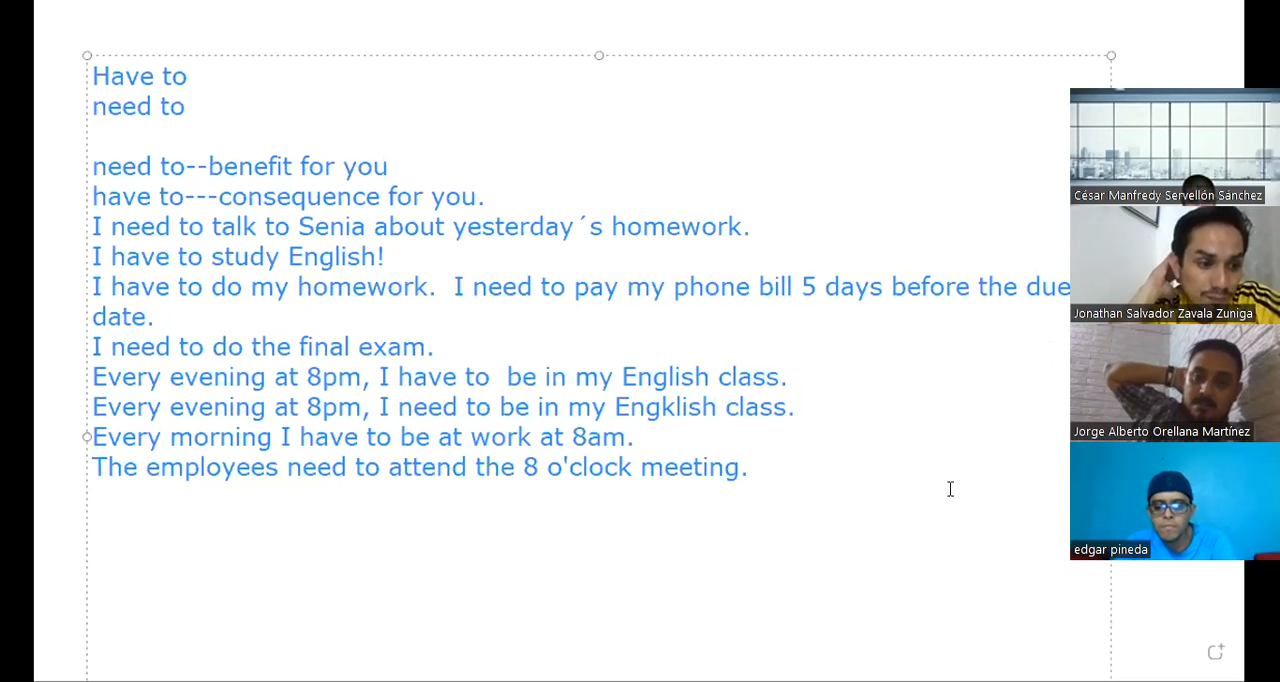 Have to
need to
need to--benefit for you
have to---consequence for you.
I need to talk to Senia about yesterday´s homework.
I have to study English!
I have to do my homework.  I need to pay my phone bill 5 days before the due
date.
I need to do the final exam.
Every evening at 8pm, I have to  be in my English class.
Every evening at 8pm, I need to be in my Engklish class.
Every morning I have to be at work at 8am.
The employees need to attend the 8 o'clock meeting.
César Manfredy Servellón Sánchez
Jonathan Salvador Zavala Zuniga
Jorge Alberto Orellana Martínez
edgar pineda